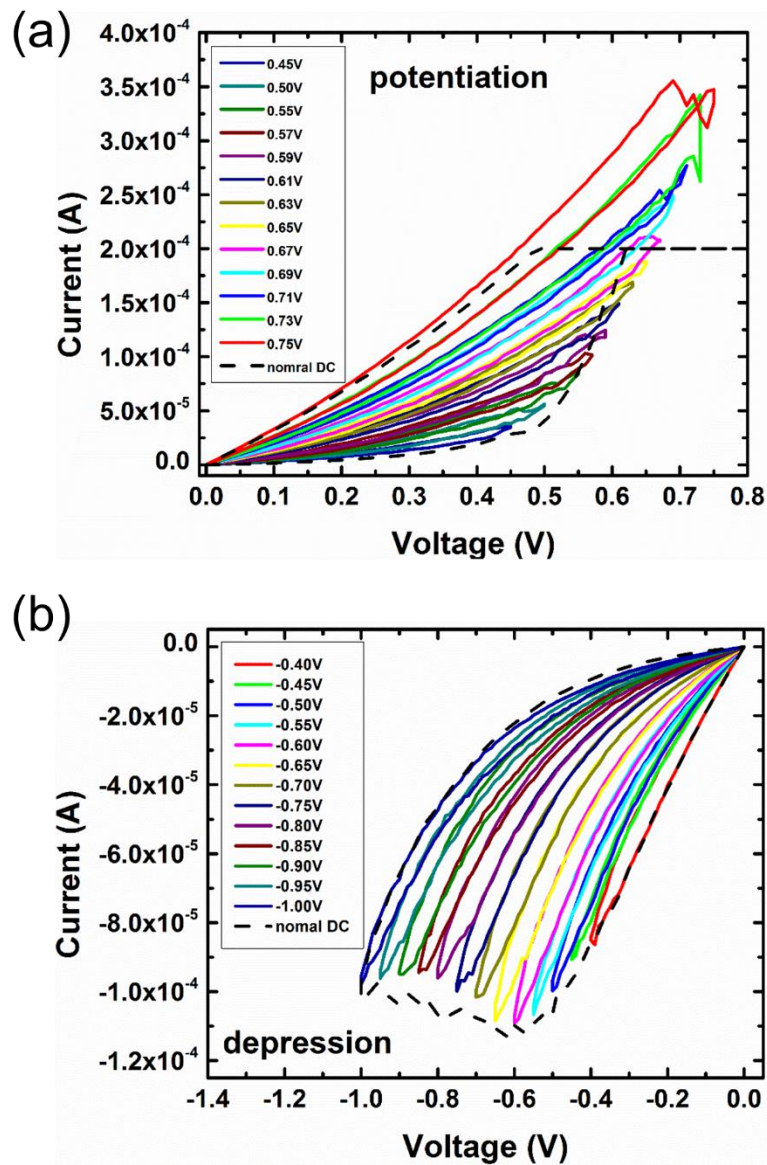 (a)
4.0x10-4
3.5x10-4
3.0x10-4
2.5x10-4
2.0x10-4
1.5x10-4
1.0x10-4
5.0x10-5
0.0
Current (A)
0.45V
0.50V
0.55V
0.57V
0.59V
0.61V
0.63V
0.65V
0.67V
0.69V
0.71V
0.73V
0.75V
nomral DC
potentiation
0.0 0.1 0.2 0.3 0.4 0.5 0.6 0.7 0.8
Voltage (V)
(b)
0.0
-2.0x10-5
-4.0x10-5
-6.0x10-5
-8.0x10-5
-1.0x10-4
-1.2x10-4
Current (A)
-0.40V
-0.45V
-0.50V
-0.55V
-0.60V
-0.65V
-0.70V
-0.75V
-0.80V
-0.85V
-0.90V
-0.95V
-1.00V
nomal DC
depression
-1.4 -1.2 -1.0 -0.8 -0.6 -0.4 -0.2 0.0
Voltage (V)